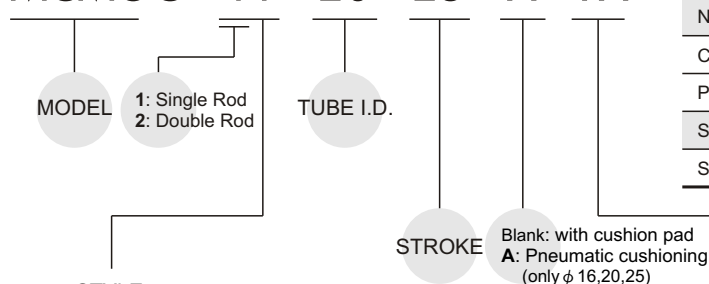 N
C
P
S
S
MODEL
1: Single Rod
2: Double Rod
TUBE I.D.
STROKE
Blank: with cushion pad
A: Pneumatic cushioning
(only φ 16,20,25)